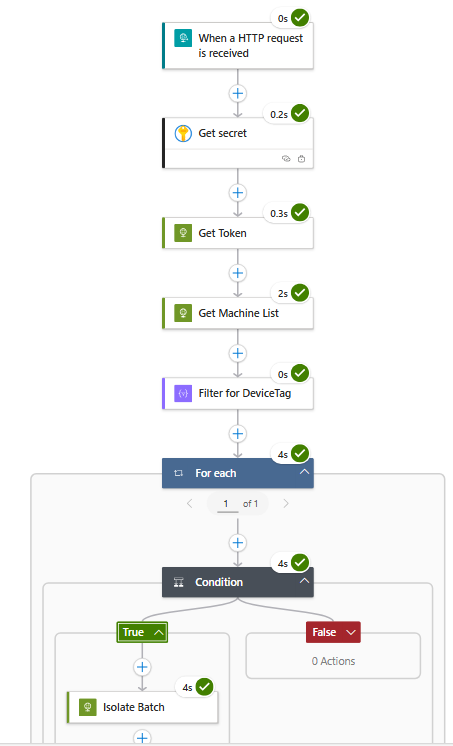 0s
When a HTTP request
is received
0.2s
Get secret
0.3s
Get Token
2s
Get Machine List
0s
Filter for DeviceTag
4s
For each
1 of 1
4s
Condition
True
False
0 Actions
4s
Isolate Batch